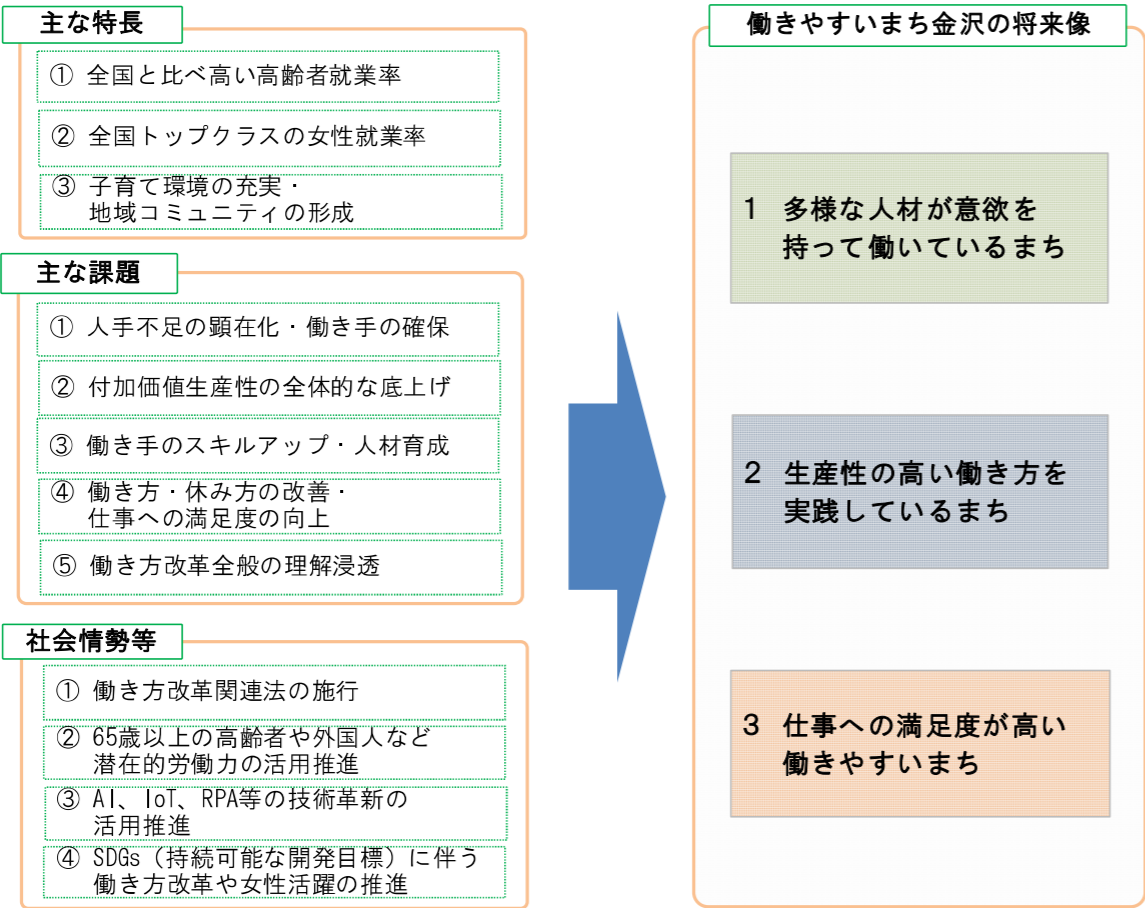 主な特長
① 全国と比べ高い高齢者就業率
② 全国トップクラスの女性就業率
③ 子育て環境の充実・
地域コミュニティの形成
主な課題
① 人手不足の顕在化・働き手の確保
② 付加価値生産性の全体的な底上げ
③ 働き手のスキルアップ・人材育成
④ 働き方・休み方の改善・
仕事への満足度の向上
⑤ 働き方改革全般の理解浸透
社会情勢等
① 働き方改革関連法の施行
② 65歳以上の高齢者や外国人など
潜在的労働力の活用推進
③ AI、IoT、RPA等の技術革新の
活用推進
④ SDGs（持続可能な開発目標）に伴う
働き方改革や女性活躍の推進
働きやすいまち金沢の将来像
1 多様な人材が意欲を
持って働いているまち
2 生産性の高い働き方を
実践しているまち
3 仕事への満足度が高い
働きやすいまち